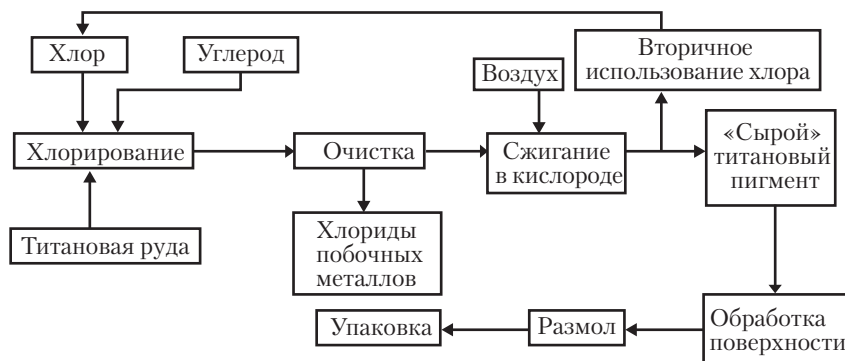 Хлор
Углерод
Воздух
Вторичное
использование хлора
Хлорирование
Очистка
Сжигание
в кислороде
«Сырой»
титановый
пигмент
Титановая руда
Хлориды
побочных
металлов
Упаковка
Размол
Обработка
поверхности